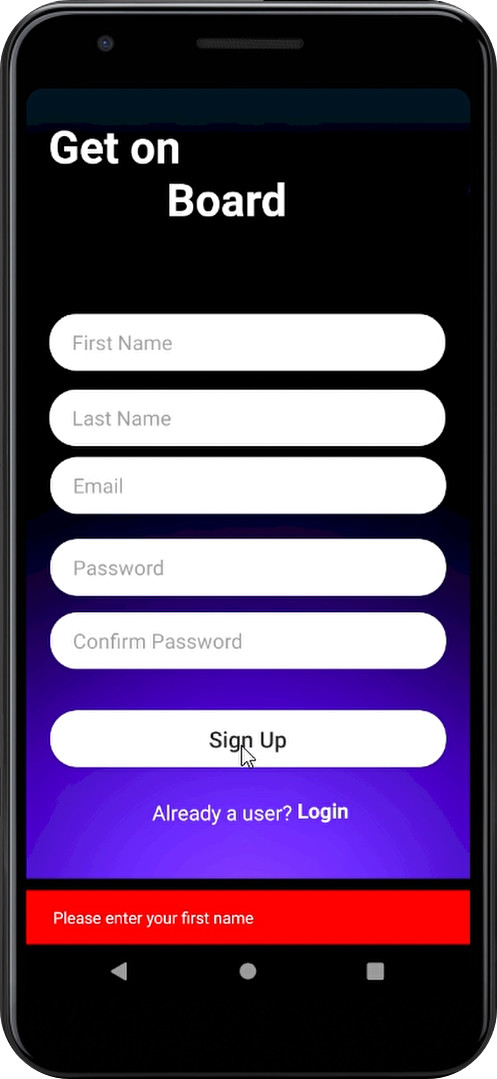 Get on
Board
First Name
Last Name
Email
Password
Confirm Password
Sign Up
Already a user? Login
Please enter your first name